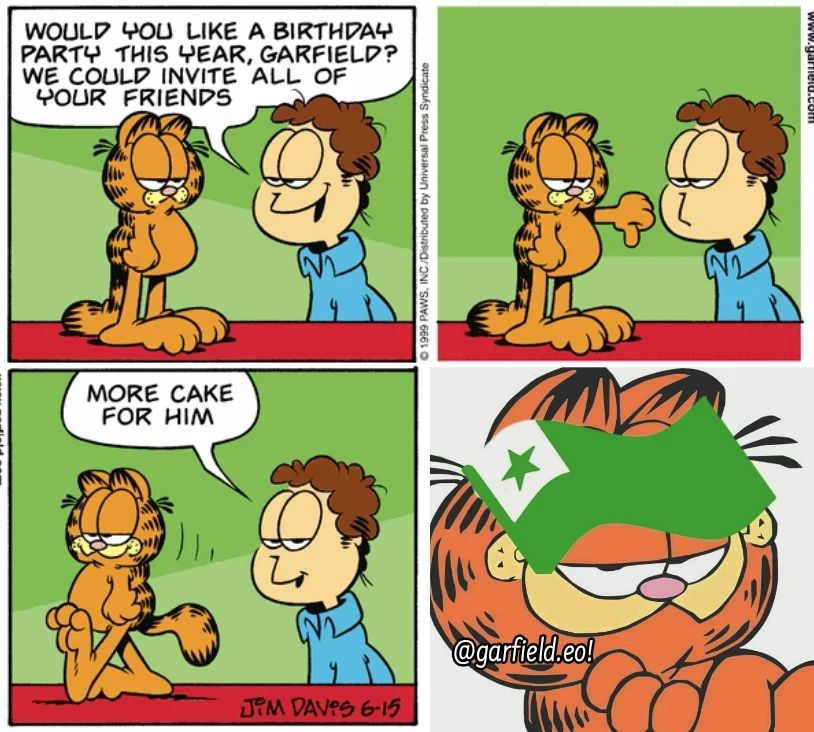 WOULD YOU LIKE A BIRTHDAY
PARTY THIS YEAR, GARFIELD?
WE COULD INVITE ALL OF
YOUR FRIENDS
© 1999 PAWS, INC./Distributed by Universal Press Syndicate
www.garfield.com
MORE CAKE
FOR HIM
JIM DAVIS 6-15
@garfield.eo!